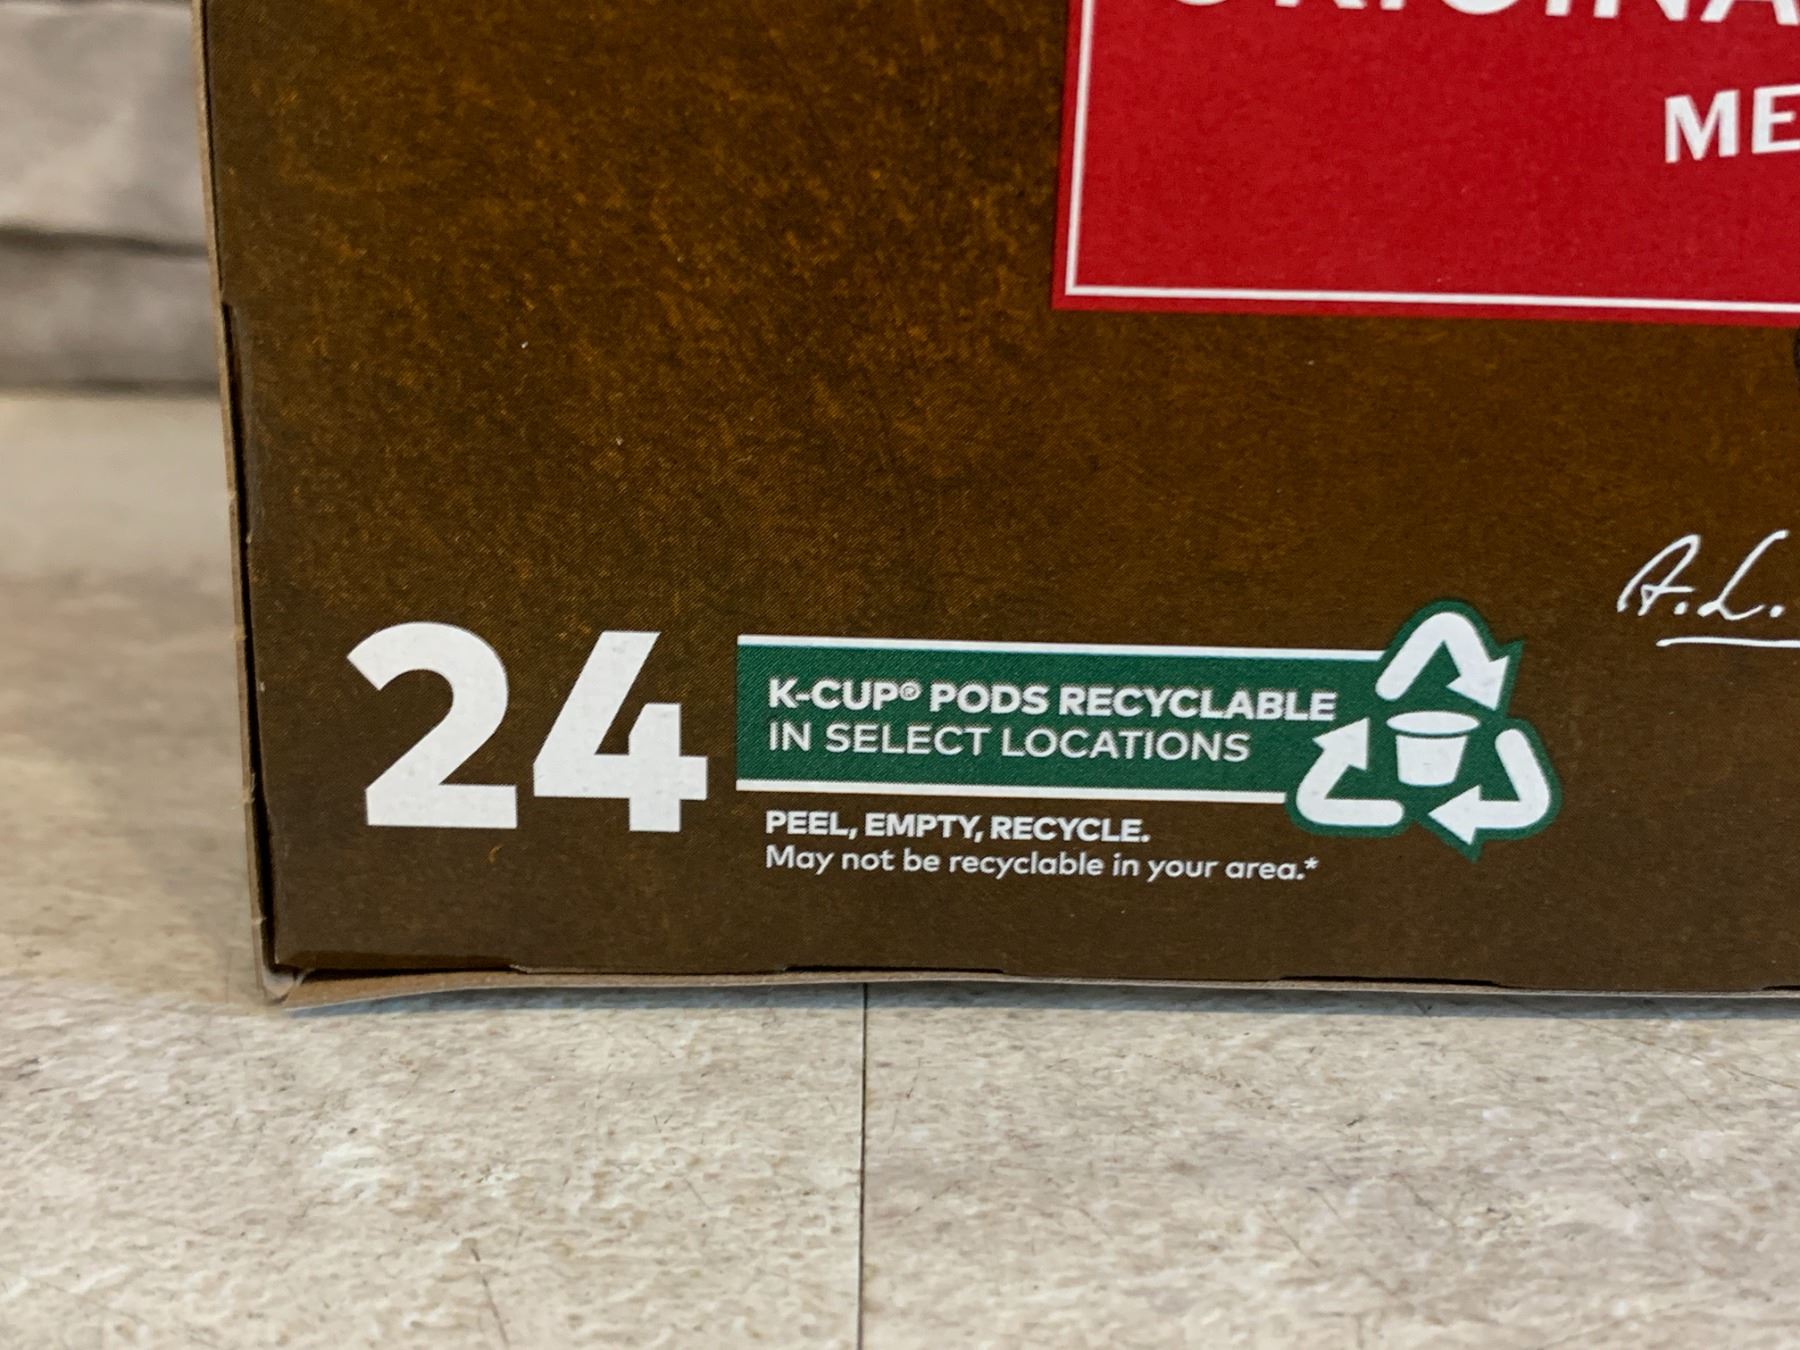 ME
A.L.
24
K-CUP® PODS RECYCLABLE
IN SELECT LOCATIONS
PEEL, EMPTY, RECYCLE.
May not be recyclable in your area.*